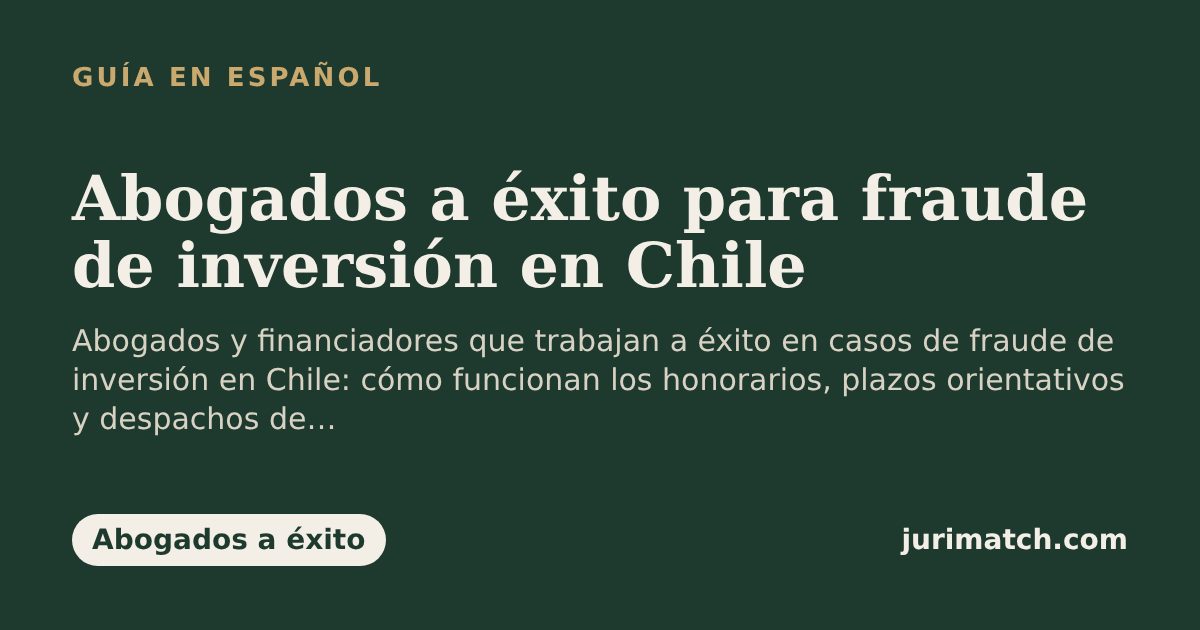 GUÍA EN ESPAÑOL
Abogados a éxito para fraude
de inversión en Chile
Abogados y financiadores que trabajan a éxito en casos de fraude de
inversión en Chile: cómo funcionan los honorarios, plazos orientativos
y despachos de…
Abogados a éxito
jurimatch.com